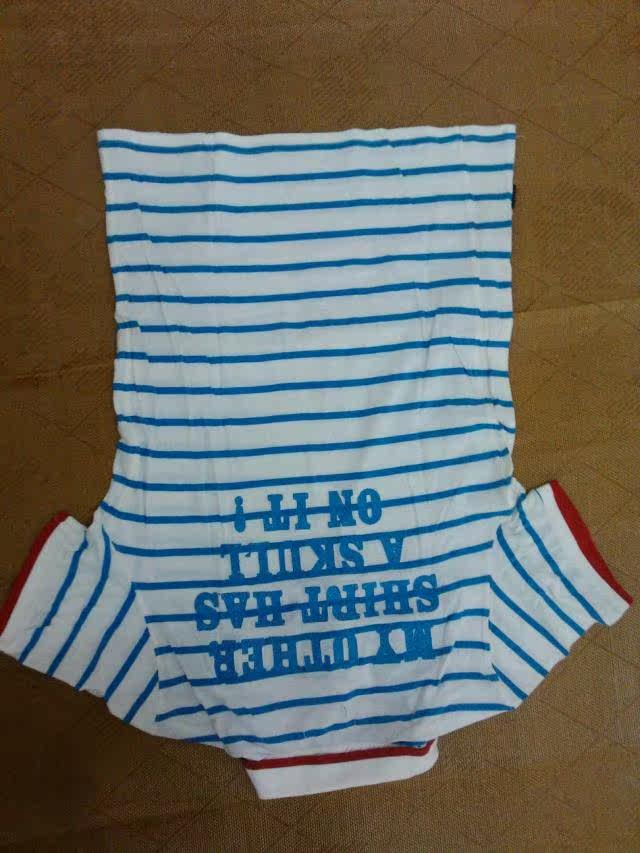 MY OTHER
SHIRT HAS
A SKULL
ON IT!